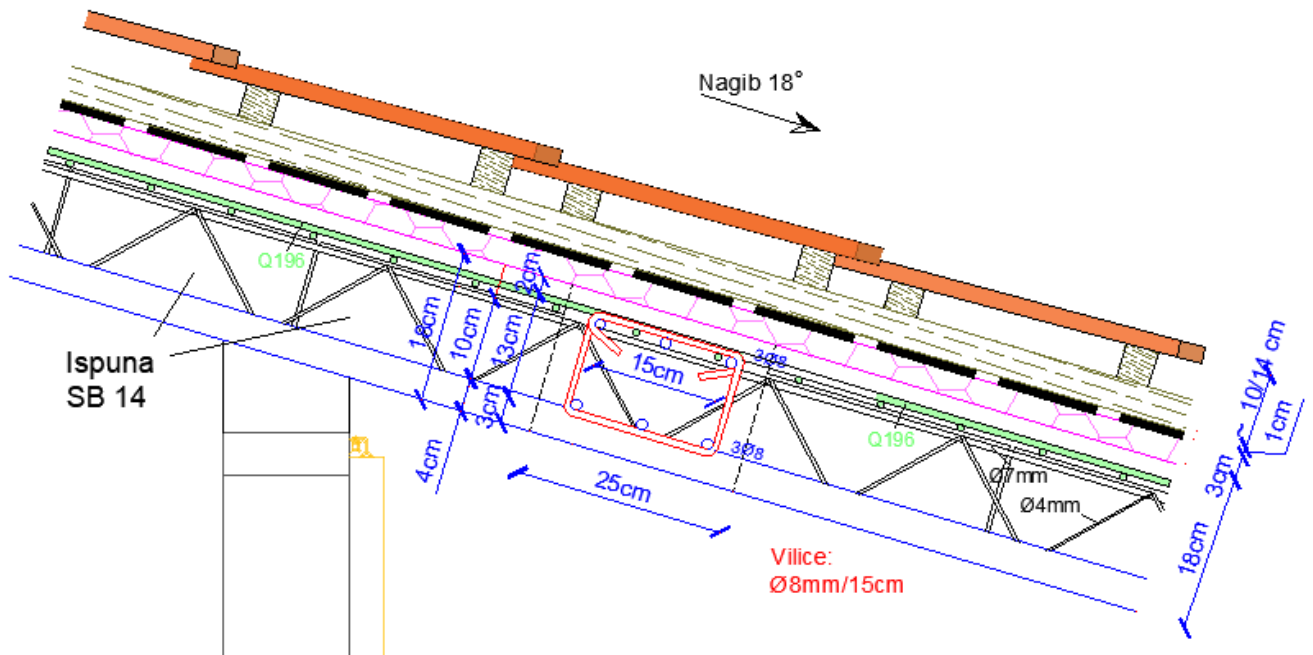 Nagib 18°
Q196
Ispuna
SB 14
18cm
10cm
13cm
2cm
3cm
4cm
15cm
3Ø8
3Ø8
25cm
Q196
Ø7mm
Ø4mm
Vilice:
Ø8mm/15cm
~ 10/14 cm
1cm
3cm
18cm